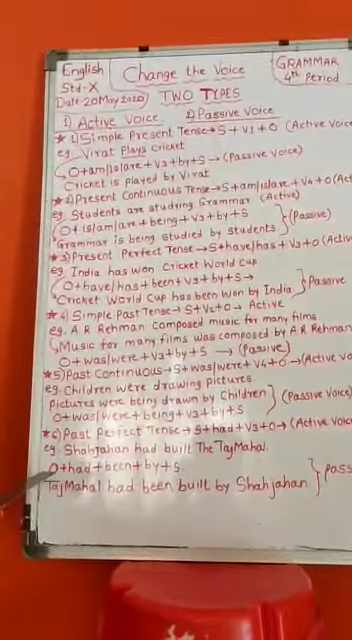 English
Std-X
Date-20May2020)
Change the Voice
GRAMMAR
4th Period
TWO TYPES
1) Active Voice 2) Passive Voice
* 1) Simple Present Tense→S+V1+O (Active Voice
eg. Virat Plays Cricket
O+am/is/are+V3+by+S→(Passive Voice)
Cricket is played by Virat
*2) Present Continuous Tense→S+am/is/are+V4+O (Act
eg. Students are studying Grammar (Active)
O+is/am/are+being+V3+by+S
Grammar is being studied by Students } (Passive)
*3) Present Perfect Tense→S+have/has+V3+O (Activ
eg. India has won Cricket World Cup
O+have/has+been+V3+by+S→
Cricket World Cup has been won by India } Passive
*4) Simple Past Tense→S+V2+O→ Active
eg. A R Rehman composed music for many films
Music for many films was composed by A R Rehman
O+was/were+V3+by+S → (Passive)
*5) Past Continuous→S+was/were+V4+O→(Active Vo
eg. Children were drawing pictures.
Pictures were being drawn by Children } (Passive Voice)
O+was/were+being+V3+by+S
*6) Past Perfect Tense→S+had+V3+O→(Active Voice
eg. Shahjahan had built The TajMahal.
O+had+been+by+S.
TajMahal had been built by Shahjahan. } Pass